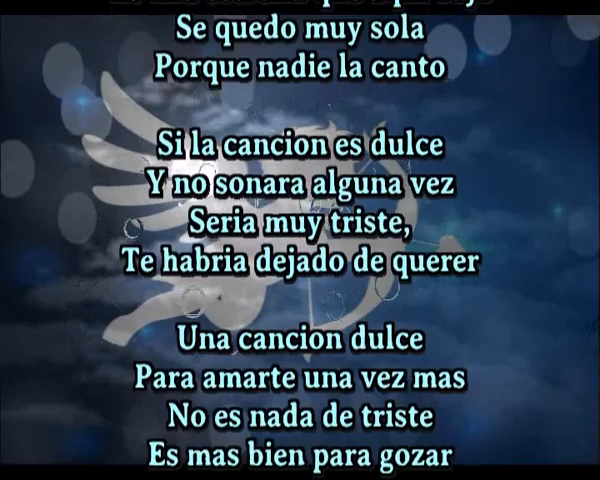 Se quedo muy sola
Porque nadie la canto
Si la cancion es dulce
Y no sonara alguna vez
Seria muy triste,
Te habria dejado de querer
Una cancion dulce
Para amarte una vez mas
No es nada de triste
Es mas bien para gozar